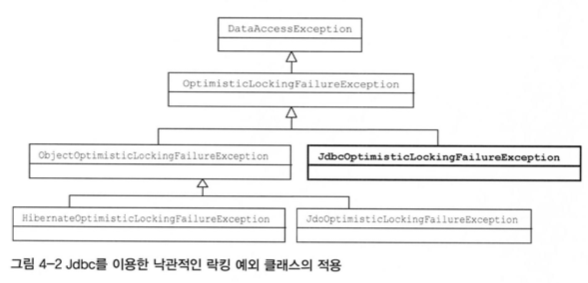 DataAccessException
OptimisticLockingFailureException
ObjectOptimisticLockingFailureException JdbcOptimisticLockingFailureException
HibernateOptimisticLockingFailureException JdoOptimisticLockingFailureException
그림 4-2 Jdbc를 이용한 낙관적인 락킹 예외 클래스의 적용